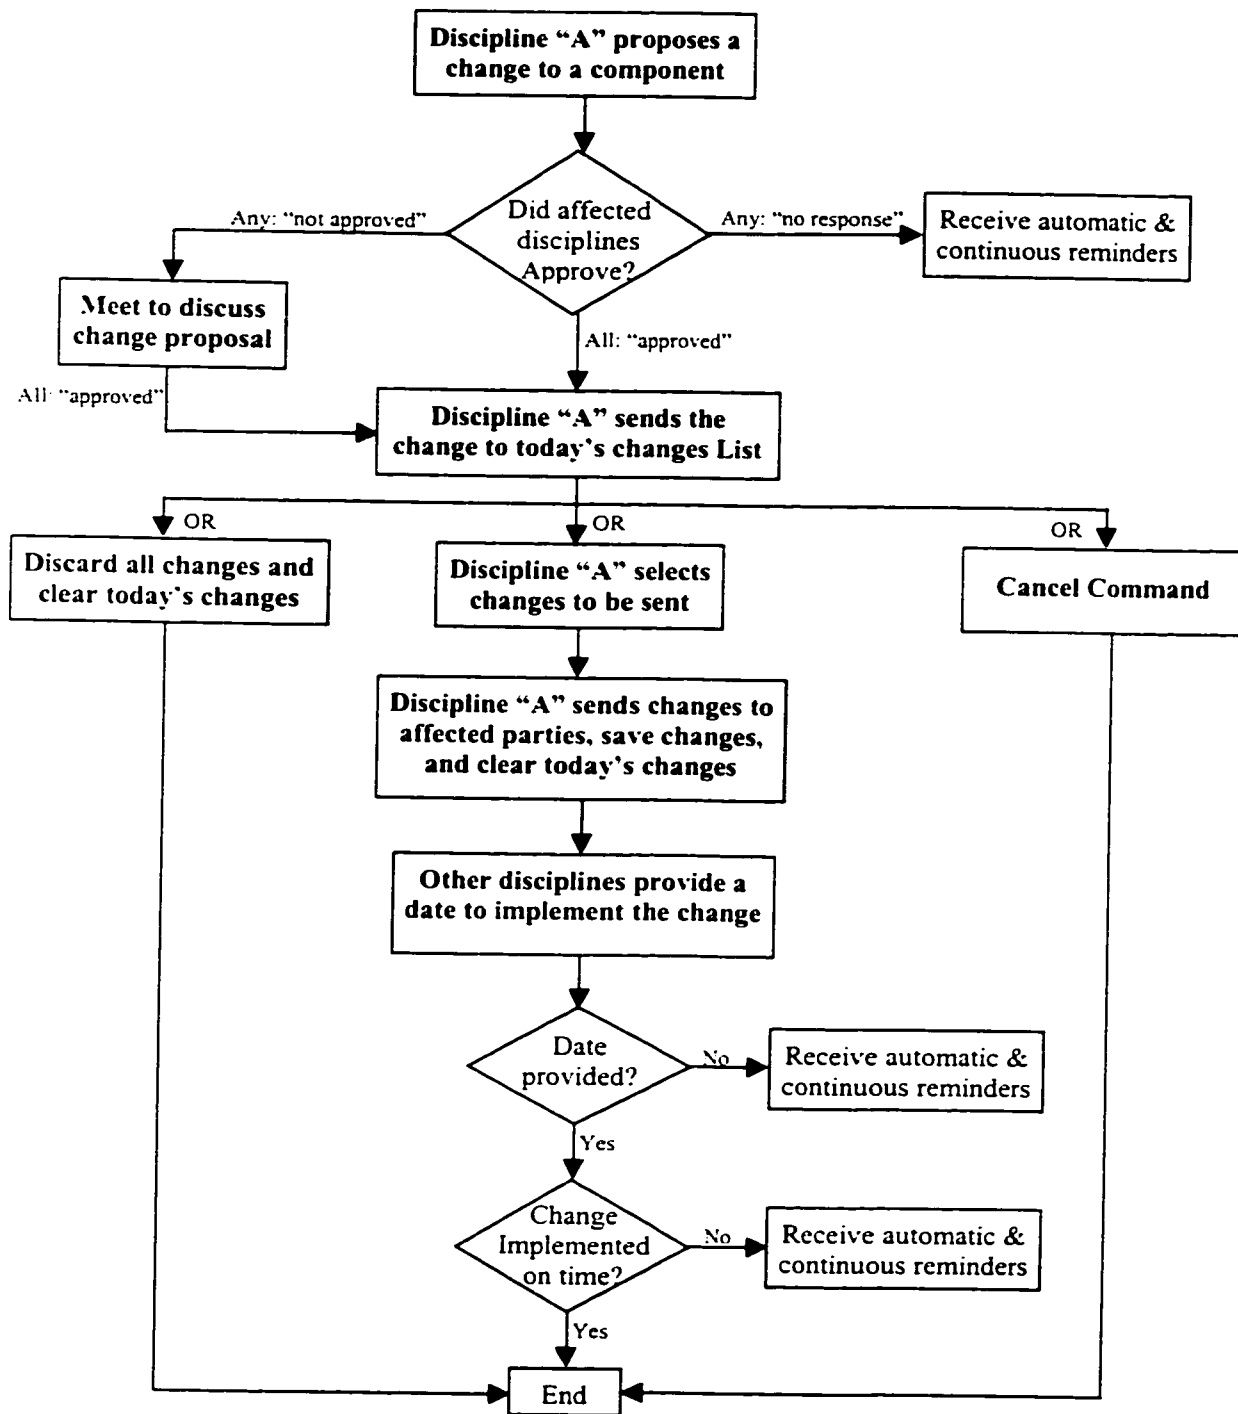 Discipline “A” proposes a
change to a component
Did affected
disciplines
Approve?
Any: “not approved”
Any: “no response”
Receive automatic &
continuous reminders
Meet to discuss
change proposal
All: “approved”
All: “approved”
Discipline “A” sends the
change to today's changes List
OR
OR
OR
Discard all changes and
clear today's changes
Discipline “A” selects
changes to be sent
Cancel Command
Discipline “A” sends changes to
affected parties, save changes,
and clear today's changes
Other disciplines provide a
date to implement the change
Date
provided?
No
Receive automatic &
continuous reminders
Yes
Change
Implemented
on time?
No
Receive automatic &
continuous reminders
Yes
End